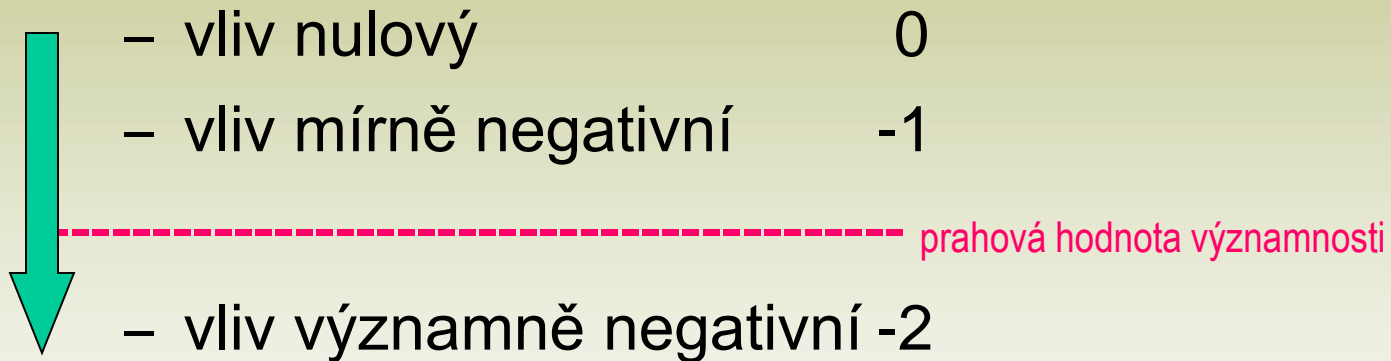 – vliv nulový 0
– vliv mírně negativní -1
prahová hodnota významnosti
– vliv významně negativní -2